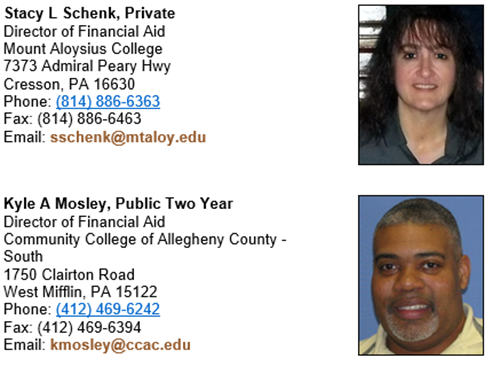 Stacy L Schenk, Private
Director of Financial Aid
Mount Aloysius College
7373 Admiral Peary Hwy
Cresson, PA 16630
Phone: (814) 886-6363
Fax: (814) 886-6463
Email: sschenk@mtaloy.edu
Kyle A Mosley, Public Two Year
Director of Financial Aid
Community College of Allegheny County -
South
1750 Clairton Road
West Mifflin, PA 15122
Phone: (412) 469-6242
Fax: (412) 469-6394
Email: kmosley@ccac.edu